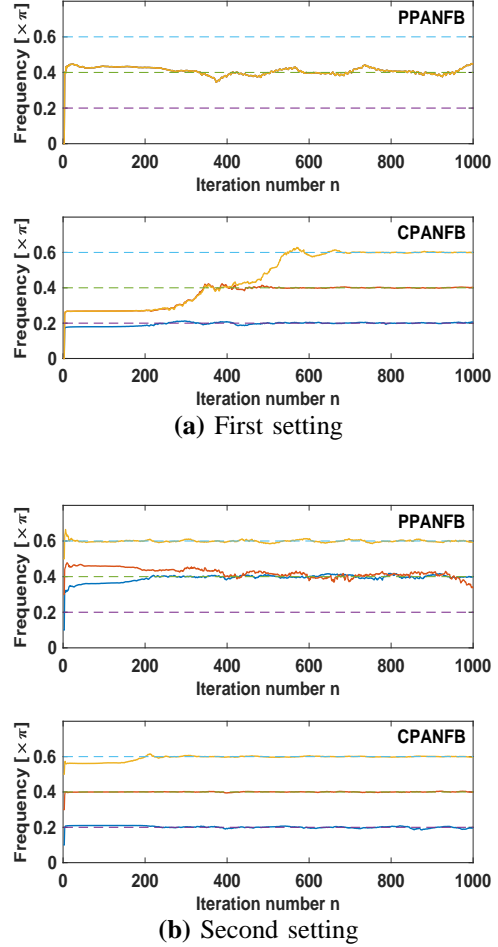 PPANFB
Frequency [×π]
0.6
0.4
0.2
0
0 200 400 600 800 1000
Iteration number n
CPANFB
Frequency [×π]
0.6
0.4
0.2
0
0 200 400 600 800 1000
Iteration number n
(a) First setting
PPANFB
Frequency [×π]
0.6
0.4
0.2
0
0 200 400 600 800 1000
Iteration number n
CPANFB
Frequency [×π]
0.6
0.4
0.2
0
0 200 400 600 800 1000
Iteration number n
(b) Second setting